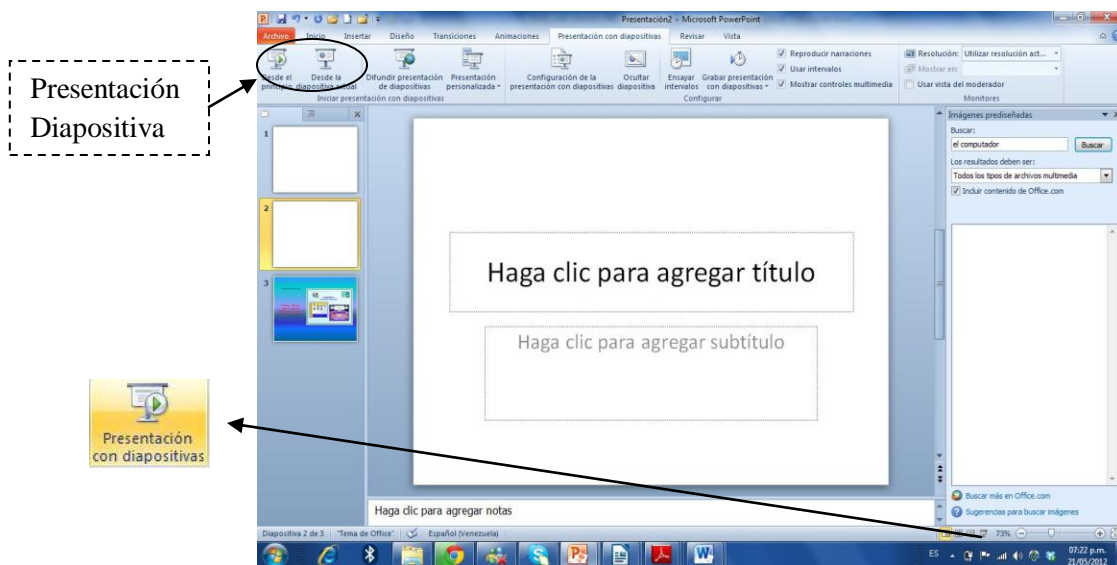 Presentación2 - Microsoft PowerPoint
Archivo Inicio Insertar Diseño Transiciones Animaciones Presentación con diapositivas Revisar Vista
Desde el principio
Desde la diapositiva actual
Difundir presentación de diapositivas
Presentación personalizada
Configuración de la presentación con diapositivas
Ocultar diapositiva
Ensayar intervalos
Grabar presentación con diapositivas
Reproducir narraciones
Usar intervalos
Mostrar controles multimedia
Resolución: Utilizar resolución act...
Mostrar en:
Usar vista del moderador
Iniciar presentación con diapositivas
Configurar
Monitores
Presentación
Diapositiva
1
2
3
Haga clic para agregar título
Haga clic para agregar subtítulo
Imágenes prediseñadas
Buscar:
el computador Buscar
Los resultados deben ser:
Todos los tipos de archivos multimedia
Incluir contenido de Office.com
Buscar más en Office.com
Sugerencias para buscar imágenes
Presentación
con diapositivas
Haga clic para agregar notas
Diapositiva 2 de 3 "Tema de Office" Español (Venezuela) 73%
ES 07:22 p.m.
21/05/2012